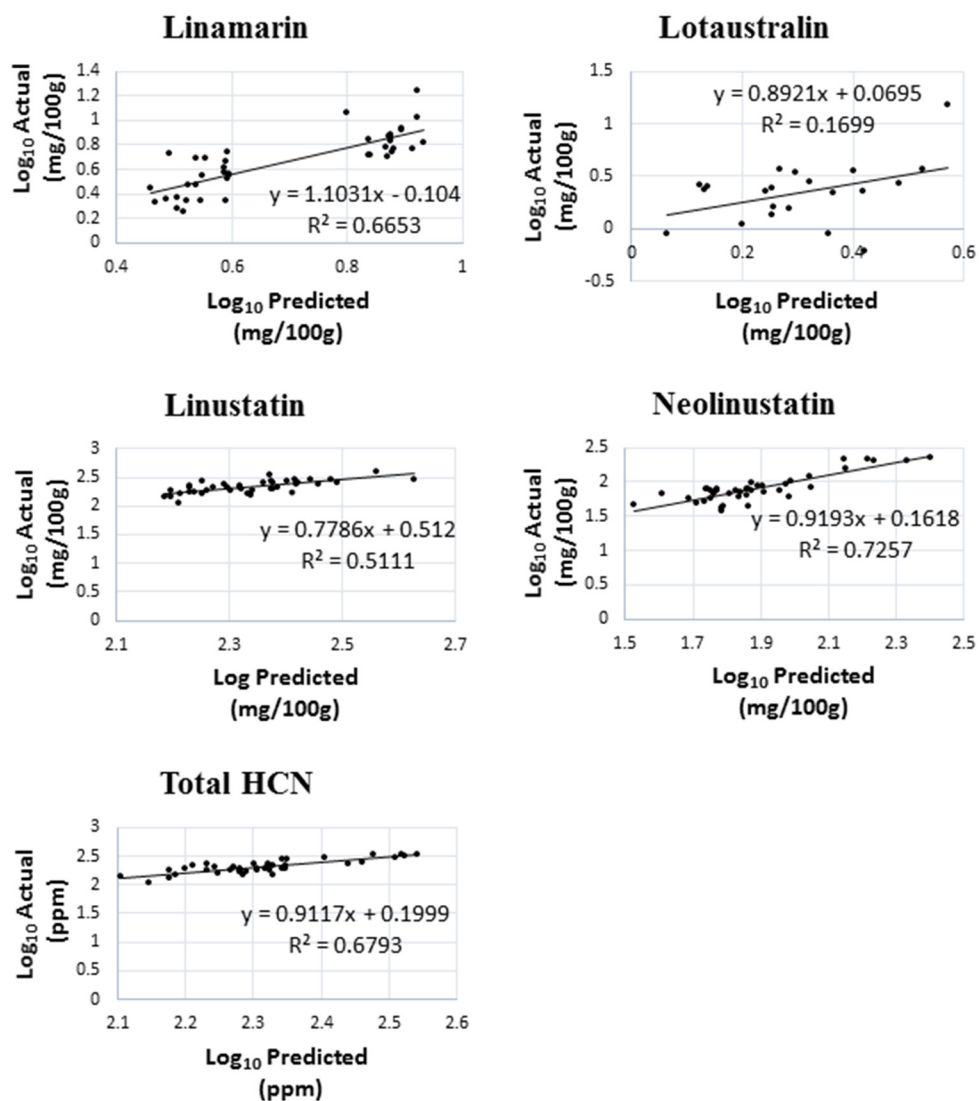 Linamarin
Log₁₀ Actual
(mg/100g)
1.4
1.2
1
0.8
0.6
0.4
0.2
0
y = 1.1031x - 0.104
R² = 0.6653
0.4 0.6 0.8 1
Log₁₀ Predicted
(mg/100g)
Lotaustralin
Log₁₀ Actual
(mg/100g)
1.5
1
0.5
0
-0.5
y = 0.8921x + 0.0695
R² = 0.1699
0 0.2 0.4 0.6
Log₁₀ Predicted
(mg/100g)
Linustatin
Log₁₀ Actual
(mg/100g)
3
2.5
2
1.5
1
0.5
0
y = 0.7786x + 0.512
R² = 0.5111
2.1 2.3 2.5 2.7
Log Predicted
(mg/100g)
Neolinustatin
Log₁₀ Actual
(mg/100g)
2.5
2
1.5
1
0.5
0
y = 0.9193x + 0.1618
R² = 0.7257
1.5 1.7 1.9 2.1 2.3 2.5
Log₁₀ Predicted
(mg/100g)
Total HCN
Log₁₀ Actual
(ppm)
3
2.5
2
1.5
1
0.5
0
y = 0.9117x + 0.1999
R² = 0.6793
2.1 2.2 2.3 2.4 2.5 2.6
Log₁₀ Predicted
(ppm)